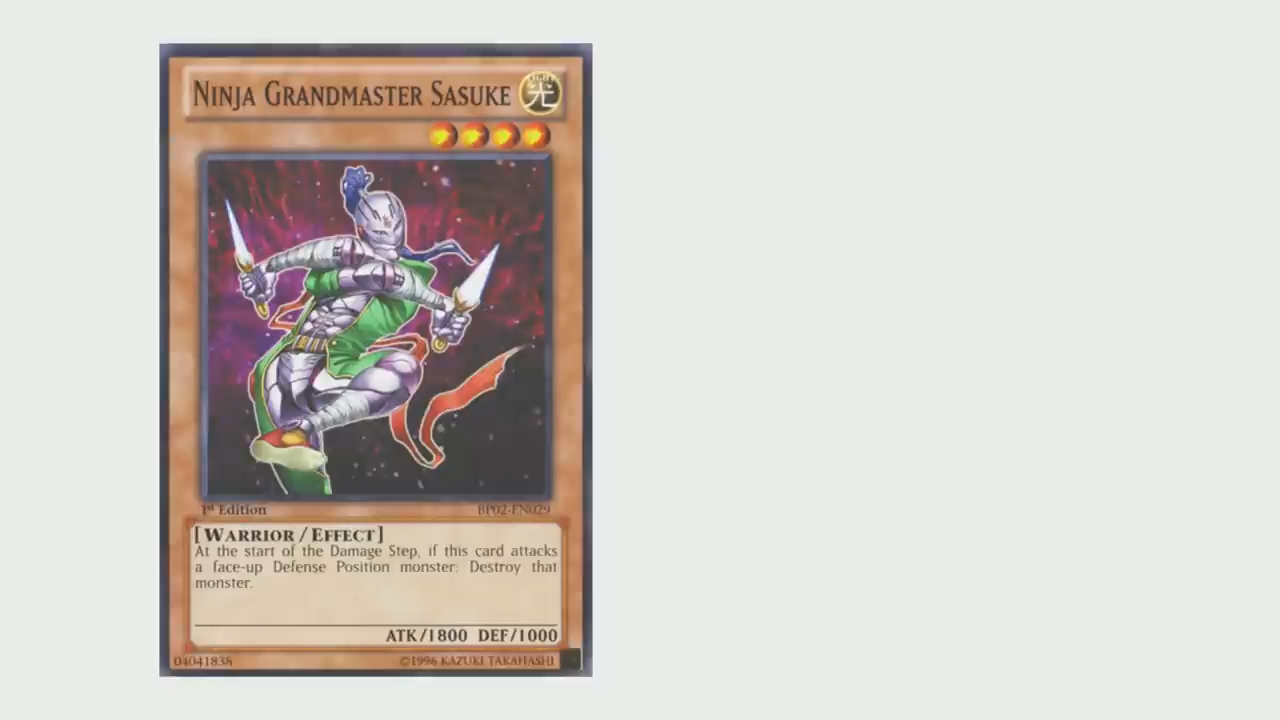 NINJA GRANDMASTER SASUKE
LIGHT
光
1st Edition
BP02-EN029
[WARRIOR/EFFECT]
At the start of the Damage Step, if this card attacks
a face-up Defense Position monster: Destroy that
monster.
ATK/1800 DEF/1000
04041838
©1996 KAZUKI TAKAHASHI